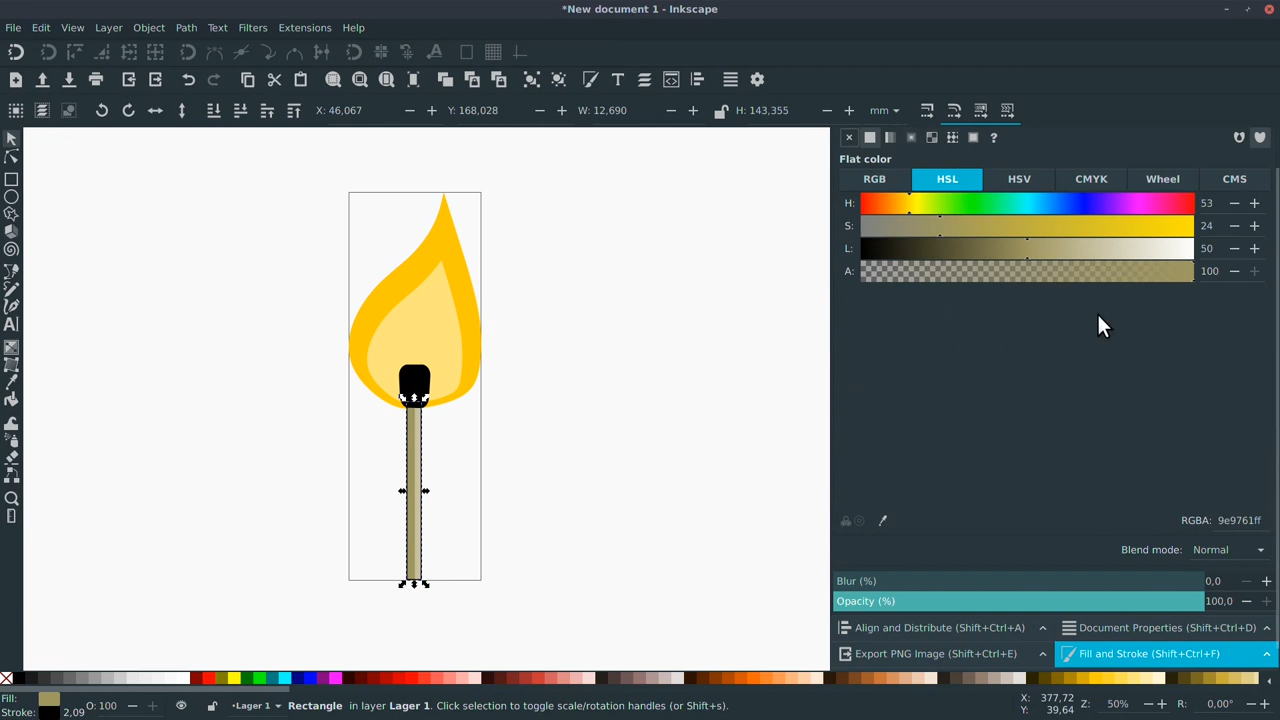 *New document 1 - Inkscape
File Edit View Layer Object Path Text Filters Extensions Help
X: 46,067 Y: 168,028 W: 12,690 H: 143,355 mm
Flat color
RGB HSL HSV CMYK Wheel CMS
H: 53
S: 24
L: 50
A: 100
RGBA: 9e9761ff
Blend mode: Normal
Blur (%) 0,0
Opacity (%) 100,0
Align and Distribute (Shift+Ctrl+A) Document Properties (Shift+Ctrl+D)
Export PNG Image (Shift+Ctrl+E) Fill and Stroke (Shift+Ctrl+F)
Fill: O: 100 •Layer 1 Rectangle in layer Layer 1. Click selection to toggle scale/rotation handles (or Shift+s). X: 377,72 Z: 50% R: 0,00°
Stroke: 2,09 Y: 39,64